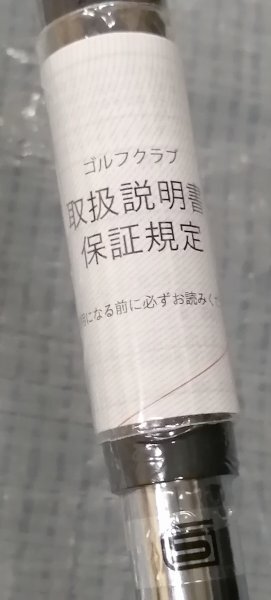 ゴルフクラブ
取扱説明書
保証規定
になる前に必ずお読みくだ